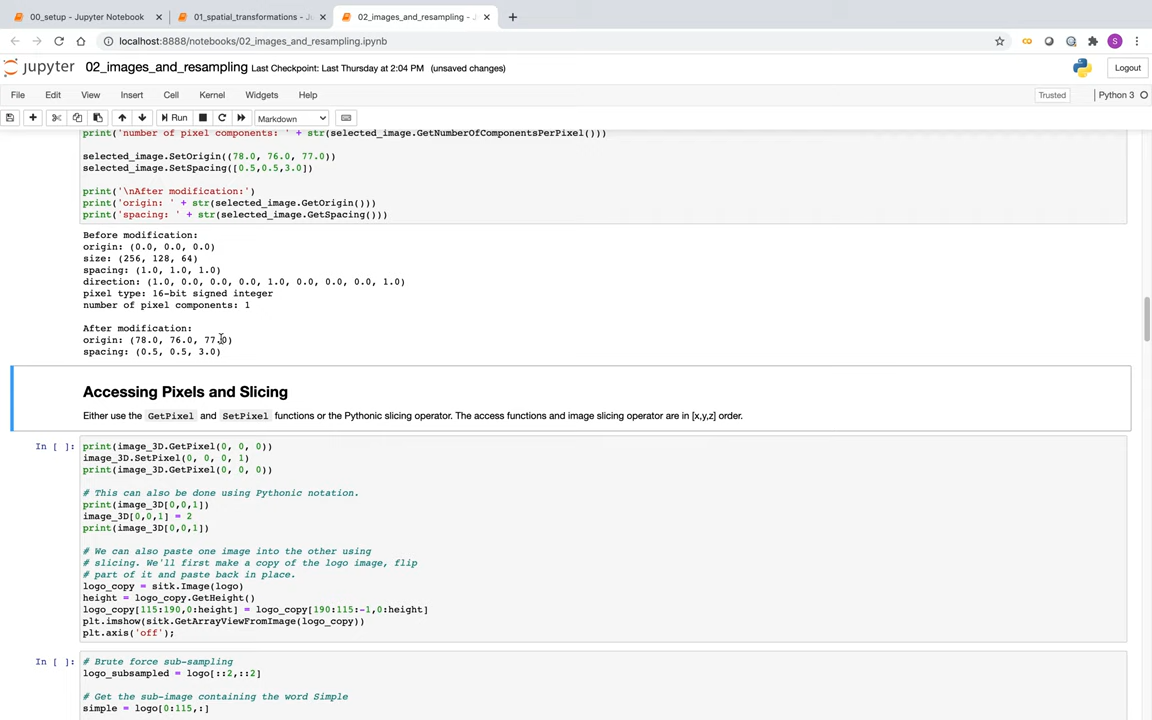 00_setup - Jupyter Notebook
01_spatial_transformations - Ju
02_images_and_resampling - J
localhost:8888/notebooks/02_images_and_resampling.ipynb
S
jupyter 02_images_and_resampling Last Checkpoint: Last Thursday at 2:04 PM (unsaved changes)
Logout
File Edit View Insert Cell Kernel Widgets Help
Trusted
Python 3
Run
Markdown
print('number of pixel components: ' + str(selected_image.GetNumberOfComponentsPerPixel()))
selected_image.SetOrigin((78.0, 76.0, 77.0))
selected_image.SetSpacing([0.5,0.5,3.0])
print('\nAfter modification:')
print('origin: ' + str(selected_image.GetOrigin()))
print('spacing: ' + str(selected_image.GetSpacing()))
Before modification:
origin: (0.0, 0.0, 0.0)
size: (256, 128, 64)
spacing: (1.0, 1.0, 1.0)
direction: (1.0, 0.0, 0.0, 0.0, 1.0, 0.0, 0.0, 0.0, 1.0)
pixel type: 16-bit signed integer
number of pixel components: 1
After modification:
origin: (78.0, 76.0, 77.0)
spacing: (0.5, 0.5, 3.0)
Accessing Pixels and Slicing
Either use the GetPixel and SetPixel functions or the Pythonic slicing operator. The access functions and image slicing operator are in [x,y,z] order.
In [ ]: print(image_3D.GetPixel(0, 0, 0))
image_3D.SetPixel(0, 0, 0, 1)
print(image_3D.GetPixel(0, 0, 0))
# This can also be done using Pythonic notation.
print(image_3D[0,0,1])
image_3D[0,0,1] = 2
print(image_3D[0,0,1])
# We can also paste one image into the other using
# slicing. We'll first make a copy of the logo image, flip
# part of it and paste back in place.
logo_copy = sitk.Image(logo)
height = logo_copy.GetHeight()
logo_copy[115:190,0:height] = logo_copy[190:115:-1,0:height]
plt.imshow(sitk.GetArrayViewFromImage(logo_copy))
plt.axis('off');
In [ ]: # Brute force sub-sampling
logo_subsampled = logo[::2,::2]
# Get the sub-image containing the word Simple
simple = logo[0:115,:]